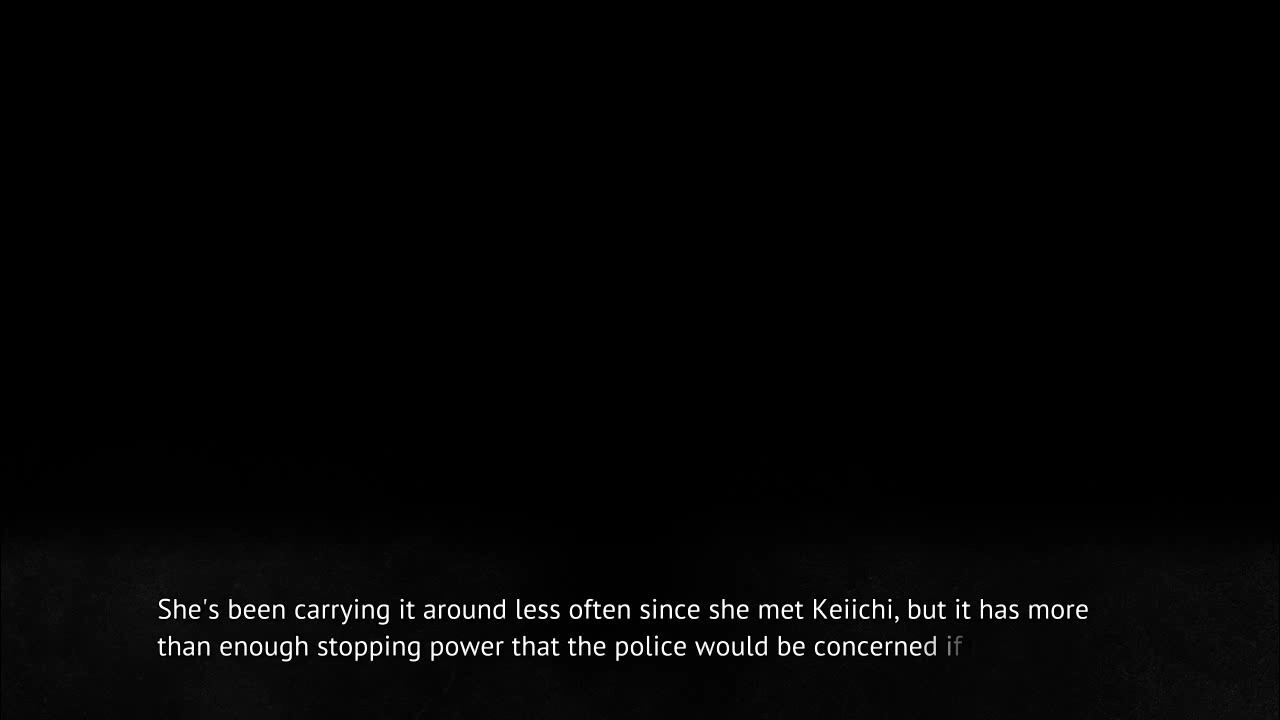 She's been carrying it around less often since she met Keiichi, but it has more
than enough stopping power that the police would be concerned if